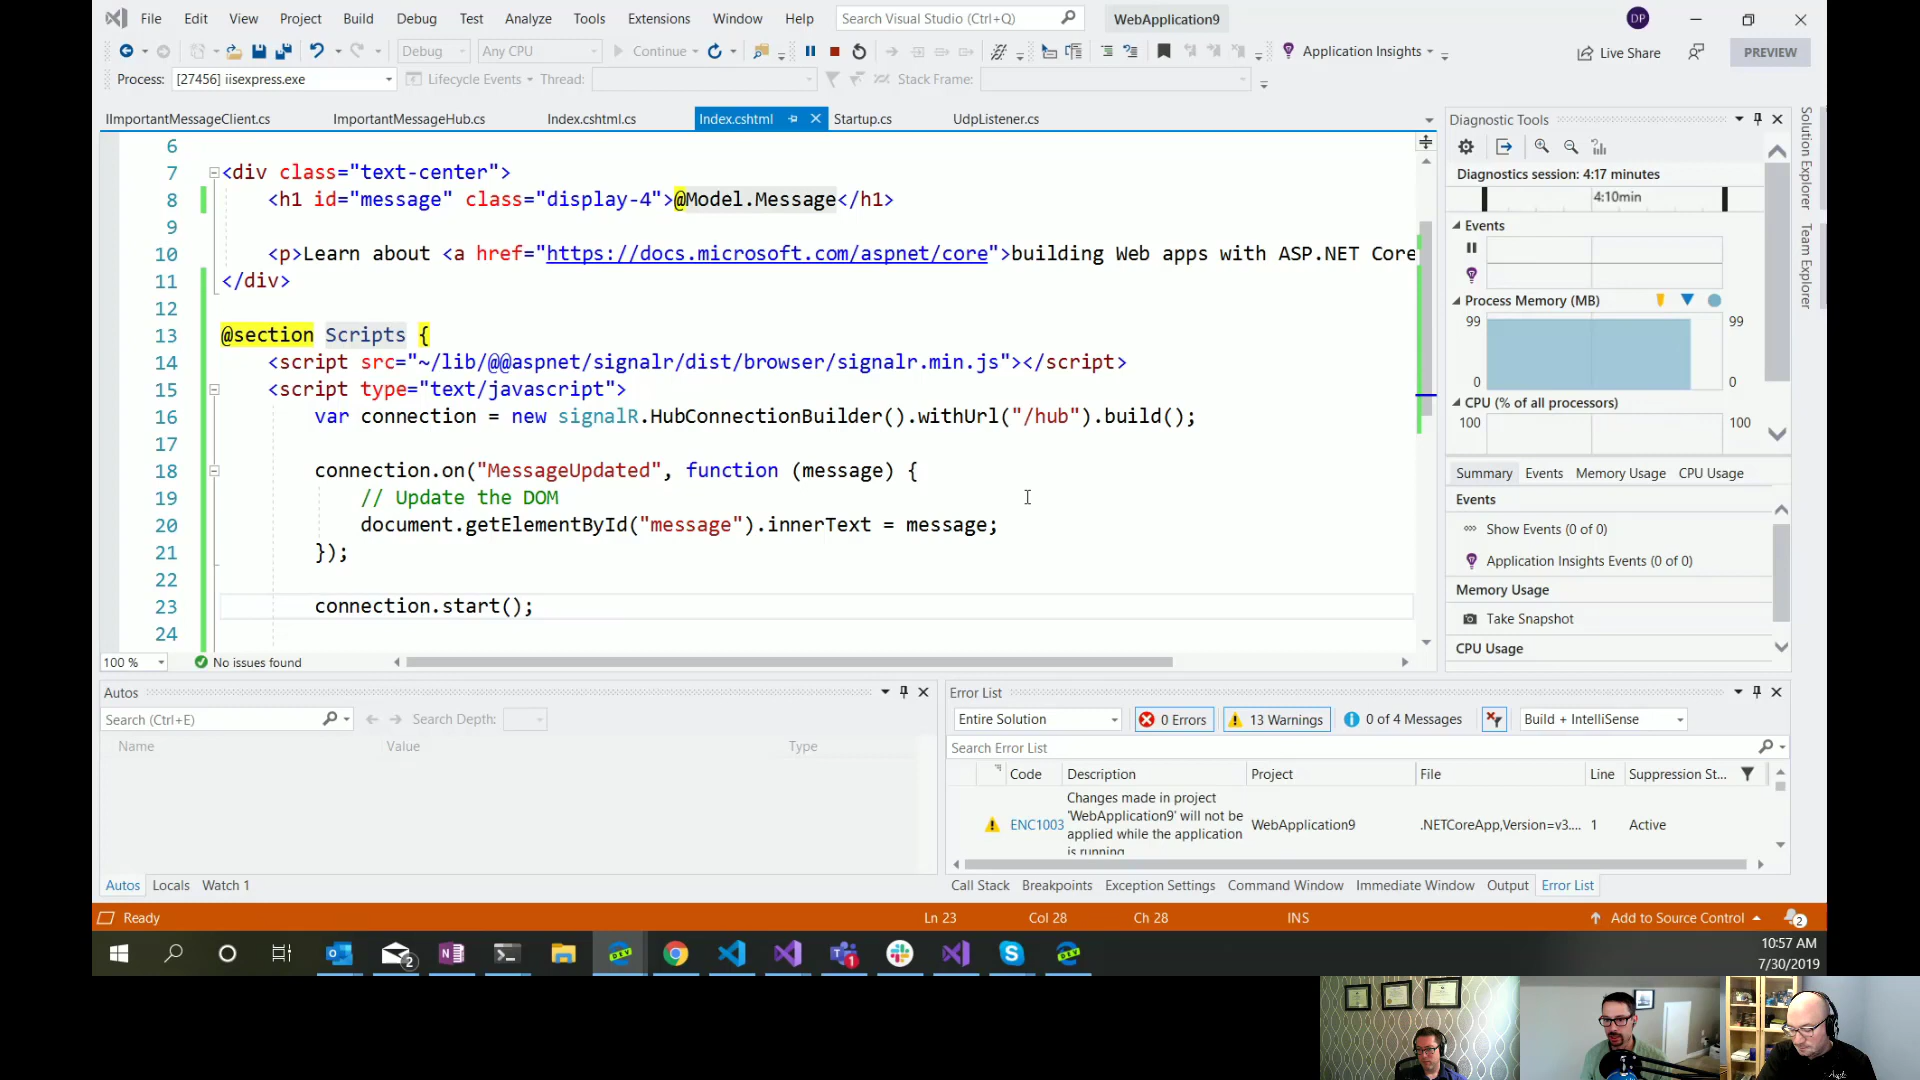 File Edit View Project Build Debug Test Analyze Tools Extensions Window Help Search Visual Studio (Ctrl+Q) WebApplication9 DP
Debug Any CPU Continue Application Insights Live Share PREVIEW
Process: [27456] iisexpress.exe Lifecycle Events Thread: Stack Frame:
IImportantMessageClient.cs ImportantMessageHub.cs Index.cshtml.cs Index.cshtml Startup.cs UdpListener.cs
6
7 <div class="text-center">
8 <h1 id="message" class="display-4">@Model.Message</h1>
9
10 <p>Learn about <a href="https://docs.microsoft.com/aspnet/core">building Web apps with ASP.NET Core
11 </div>
12
13 @section Scripts {
14 <script src="~/lib/@@aspnet/signalr/dist/browser/signalr.min.js"></script>
15 <script type="text/javascript">
16 var connection = new signalR.HubConnectionBuilder().withUrl("/hub").build();
17
18 connection.on("MessageUpdated", function (message) {
19 // Update the DOM
20 document.getElementById("message").innerText = message;
21 });
22
23 connection.start();
24
100 % No issues found
Diagnostic Tools
Diagnostics session: 4:17 minutes
4:10min
Events
Process Memory (MB)
99 99
0 0
CPU (% of all processors)
100 100
Summary Events Memory Usage CPU Usage
Events
Show Events (0 of 0)
Application Insights Events (0 of 0)
Memory Usage
Take Snapshot
CPU Usage
Solution Explorer
Team Explorer
Autos
Search (Ctrl+E) Search Depth:
Name Value Type
Autos Locals Watch 1
Error List
Entire Solution 0 Errors 13 Warnings 0 of 4 Messages Build + IntelliSense
Search Error List
Code Description Project File Line Suppression St...
ENC1003 Changes made in project 'WebApplication9' will not be applied while the application is running WebApplication9 .NETCoreApp,Version=v3.... 1 Active
Call Stack Breakpoints Exception Settings Command Window Immediate Window Output Error List
Ready Ln 23 Col 28 Ch 28 INS Add to Source Control 2
2 DEV 1 DEV
10:57 AM
7/30/2019